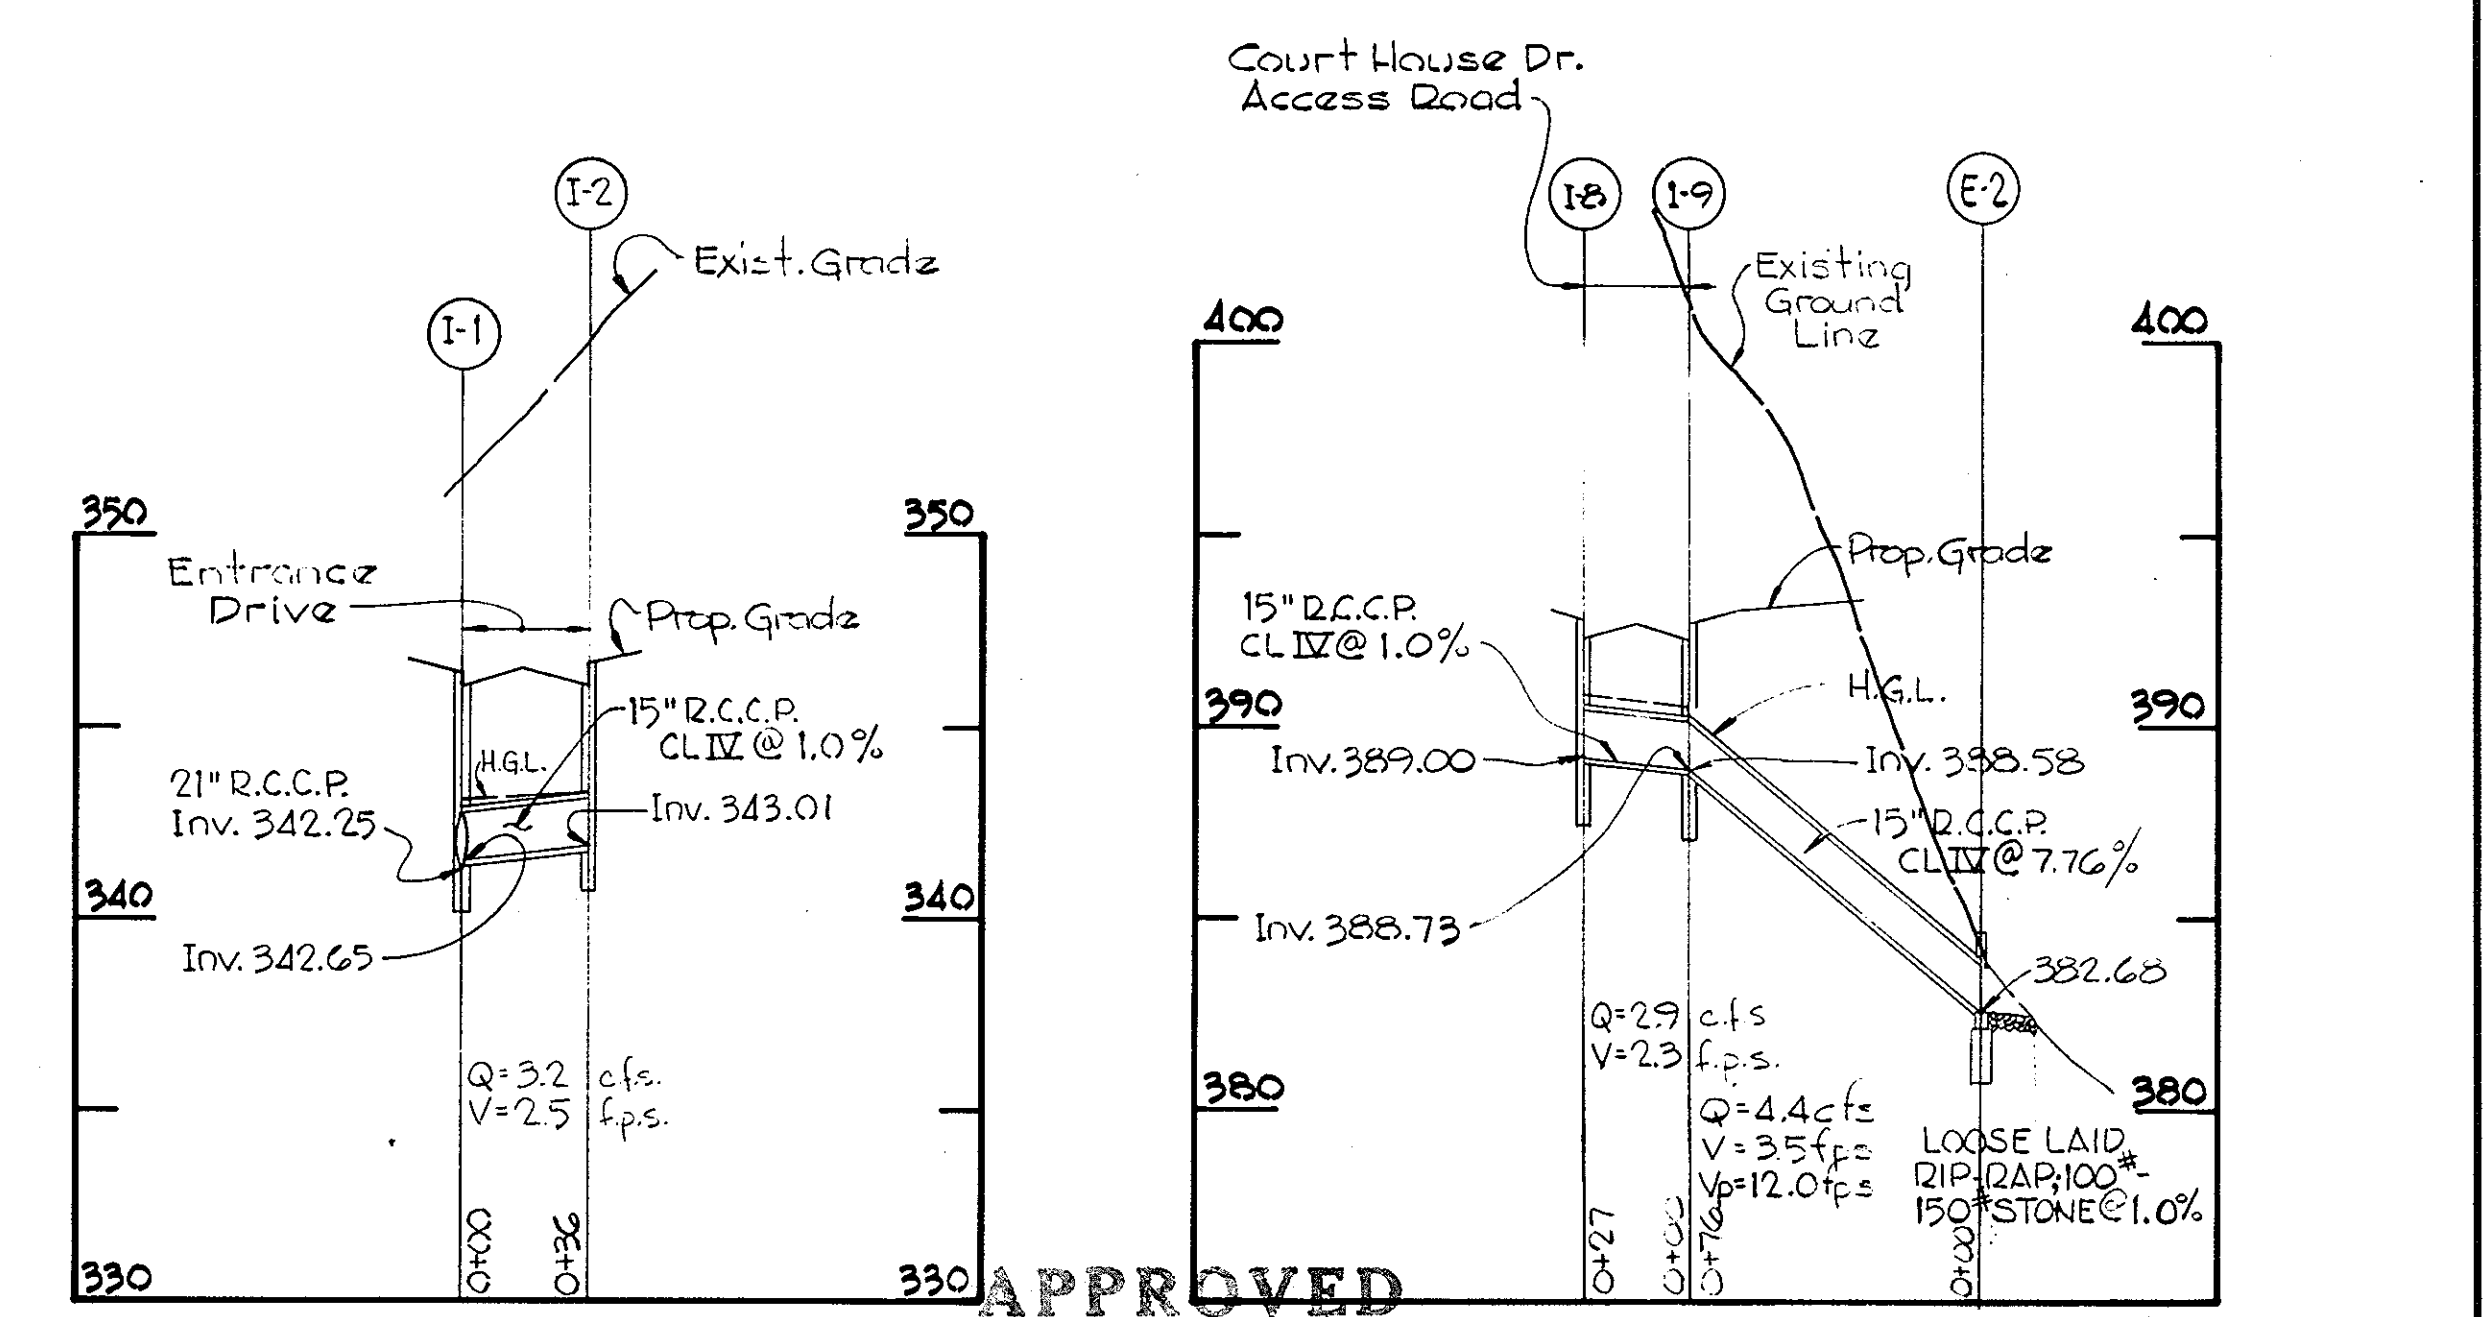 I-1
I-2
Exist. Grade
350
350
Entrance
Drive
Prop. Grade
15" R.C.C.P.
CL IV @ 1.0%
H.G.L.
21" R.C.C.P.
Inv. 342.25
Inv. 343.01
340
340
Inv. 342.65
Q=3.2 c.f.s.
V=2.5 f.p.s.
0+00
0+36
330
330
Court House Dr.
Access Road
I-8
I-9
E-2
Existing
Ground
Line
400
400
Prop. Grade
15" R.C.C.P.
CL IV @ 1.0%
H.G.L.
390
390
Inv. 389.00
Inv. 388.58
15" R.C.C.P.
CL IV @ 7.76%
Inv. 388.73
382.68
Q=2.9 c.f.s
V=2.3 f.p.s.
380
380
Q=4.4 cfs
V=3.5 fps
Vp=12.0 fps
LOOSE LAID
RIP-RAP; 100#-
150# STONE @ 1.0%
0+27
0+00
0+76
0+00
APPROVED